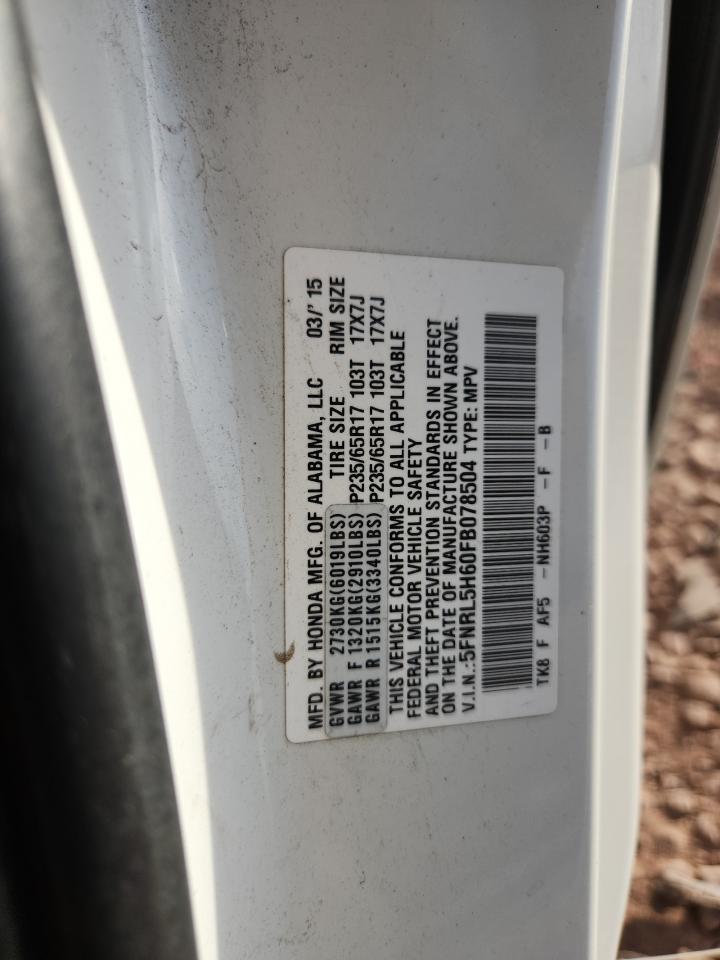 MFD. BY HONDA MFG. OF ALABAMA, LLC 03/'15
GVWR 2730KG(6019LBS) TIRE SIZE RIM SIZE
GAWR F 1320KG(2910LBS) P235/65R17 103T 17X7J
GAWR R 1515KG(3340LBS) P235/65R17 103T 17X7J
THIS VEHICLE CONFORMS TO ALL APPLICABLE
FEDERAL MOTOR VEHICLE SAFETY
AND THEFT PREVENTION STANDARDS IN EFFECT
ON THE DATE OF MANUFACTURE SHOWN ABOVE.
V.I.N.:5FNRL5H60FB078504 TYPE: MPV
TK8 F AF5 -NH603P -F -B